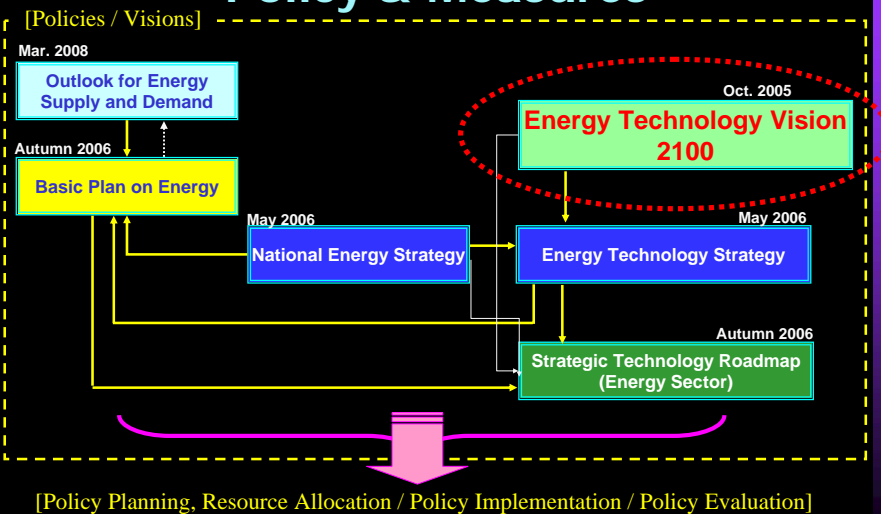 Policy & Measures
[Policies / Visions]
Mar. 2008
Outlook for Energy
Supply and Demand
Oct. 2005
Energy Technology Vision
2100
Autumn 2006
Basic Plan on Energy
May 2006
National Energy Strategy
May 2006
Energy Technology Strategy
Autumn 2006
Strategic Technology Roadmap
(Energy Sector)
[Policy Planning, Resource Allocation / Policy Implementation / Policy Evaluation]